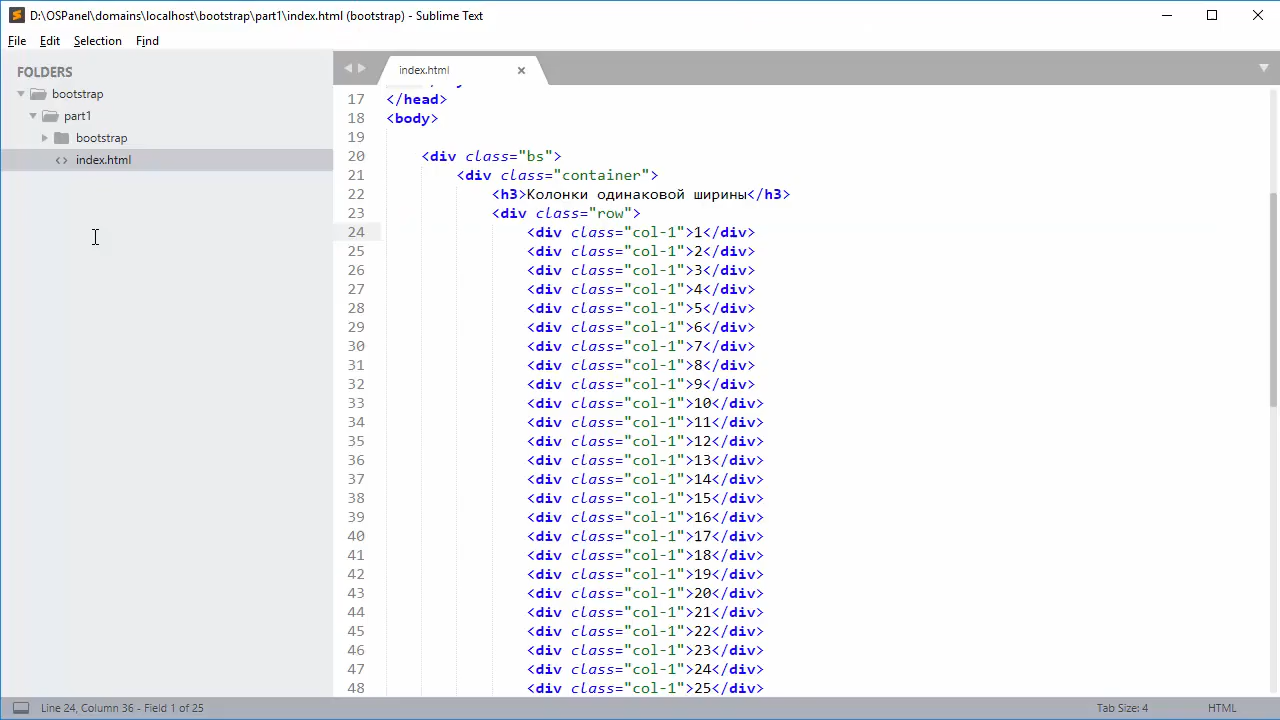 D:\OSPanel\domains\localhost\bootstrap\part1\index.html (bootstrap) - Sublime Text
File Edit Selection Find
FOLDERS
bootstrap
part1
bootstrap
index.html
index.html
17 </head>
18 <body>
19
20 <div class="bs">
21 <div class="container">
22 <h3>Колонки одинаковой ширины</h3>
23 <div class="row">
24 <div class="col-1">1</div>
25 <div class="col-1">2</div>
26 <div class="col-1">3</div>
27 <div class="col-1">4</div>
28 <div class="col-1">5</div>
29 <div class="col-1">6</div>
30 <div class="col-1">7</div>
31 <div class="col-1">8</div>
32 <div class="col-1">9</div>
33 <div class="col-1">10</div>
34 <div class="col-1">11</div>
35 <div class="col-1">12</div>
36 <div class="col-1">13</div>
37 <div class="col-1">14</div>
38 <div class="col-1">15</div>
39 <div class="col-1">16</div>
40 <div class="col-1">17</div>
41 <div class="col-1">18</div>
42 <div class="col-1">19</div>
43 <div class="col-1">20</div>
44 <div class="col-1">21</div>
45 <div class="col-1">22</div>
46 <div class="col-1">23</div>
47 <div class="col-1">24</div>
48 <div class="col-1">25</div>
Line 24, Column 36 - Field 1 of 25
Tab Size: 4
HTML